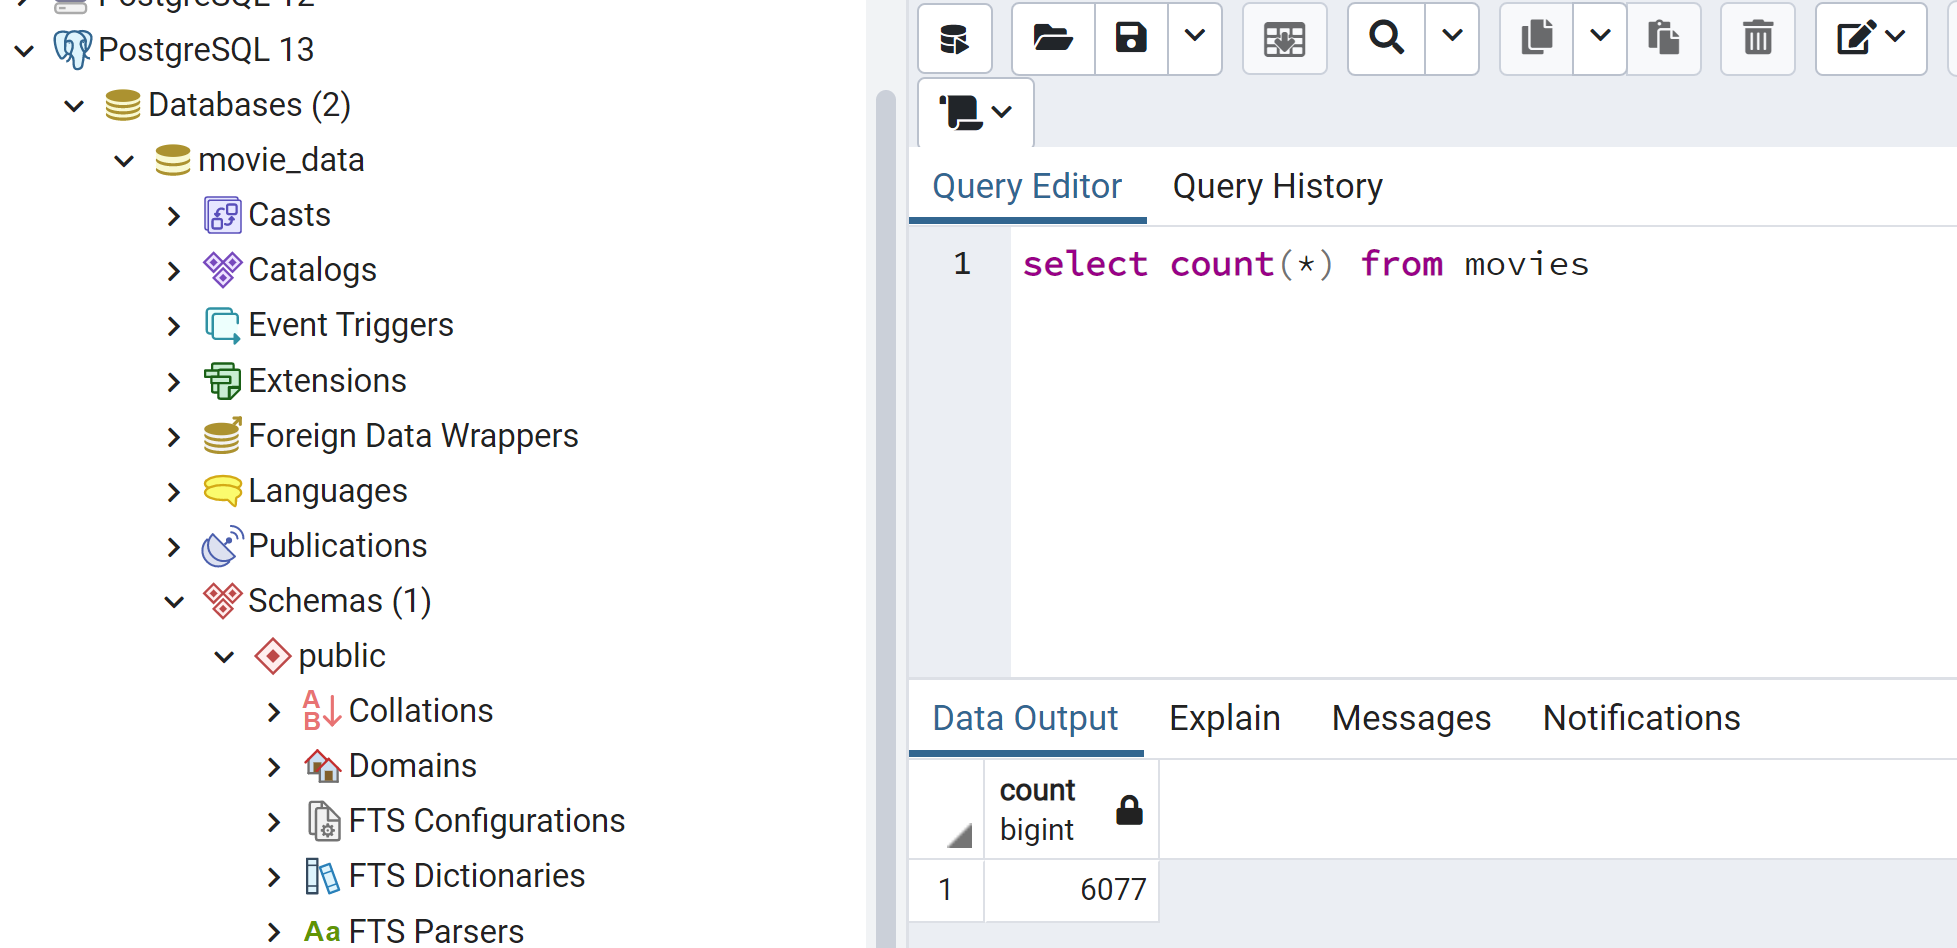 PostgreSQL 12
PostgreSQL 13
Databases (2)
movie_data
Casts
Catalogs
Event Triggers
Extensions
Foreign Data Wrappers
Languages
Publications
Schemas (1)
public
Collations
Domains
FTS Configurations
FTS Dictionaries
Aa FTS Parsers
Query Editor Query History
1 select count(*) from movies
Data Output Explain Messages Notifications
count
bigint
1 6077